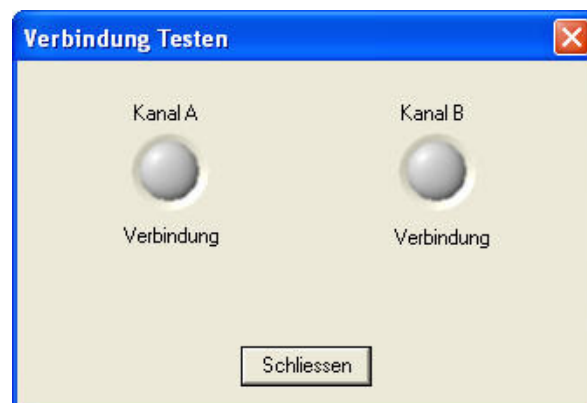 Verbindung Testen
Kanal A Kanal B
Verbindung Verbindung
Schliessen